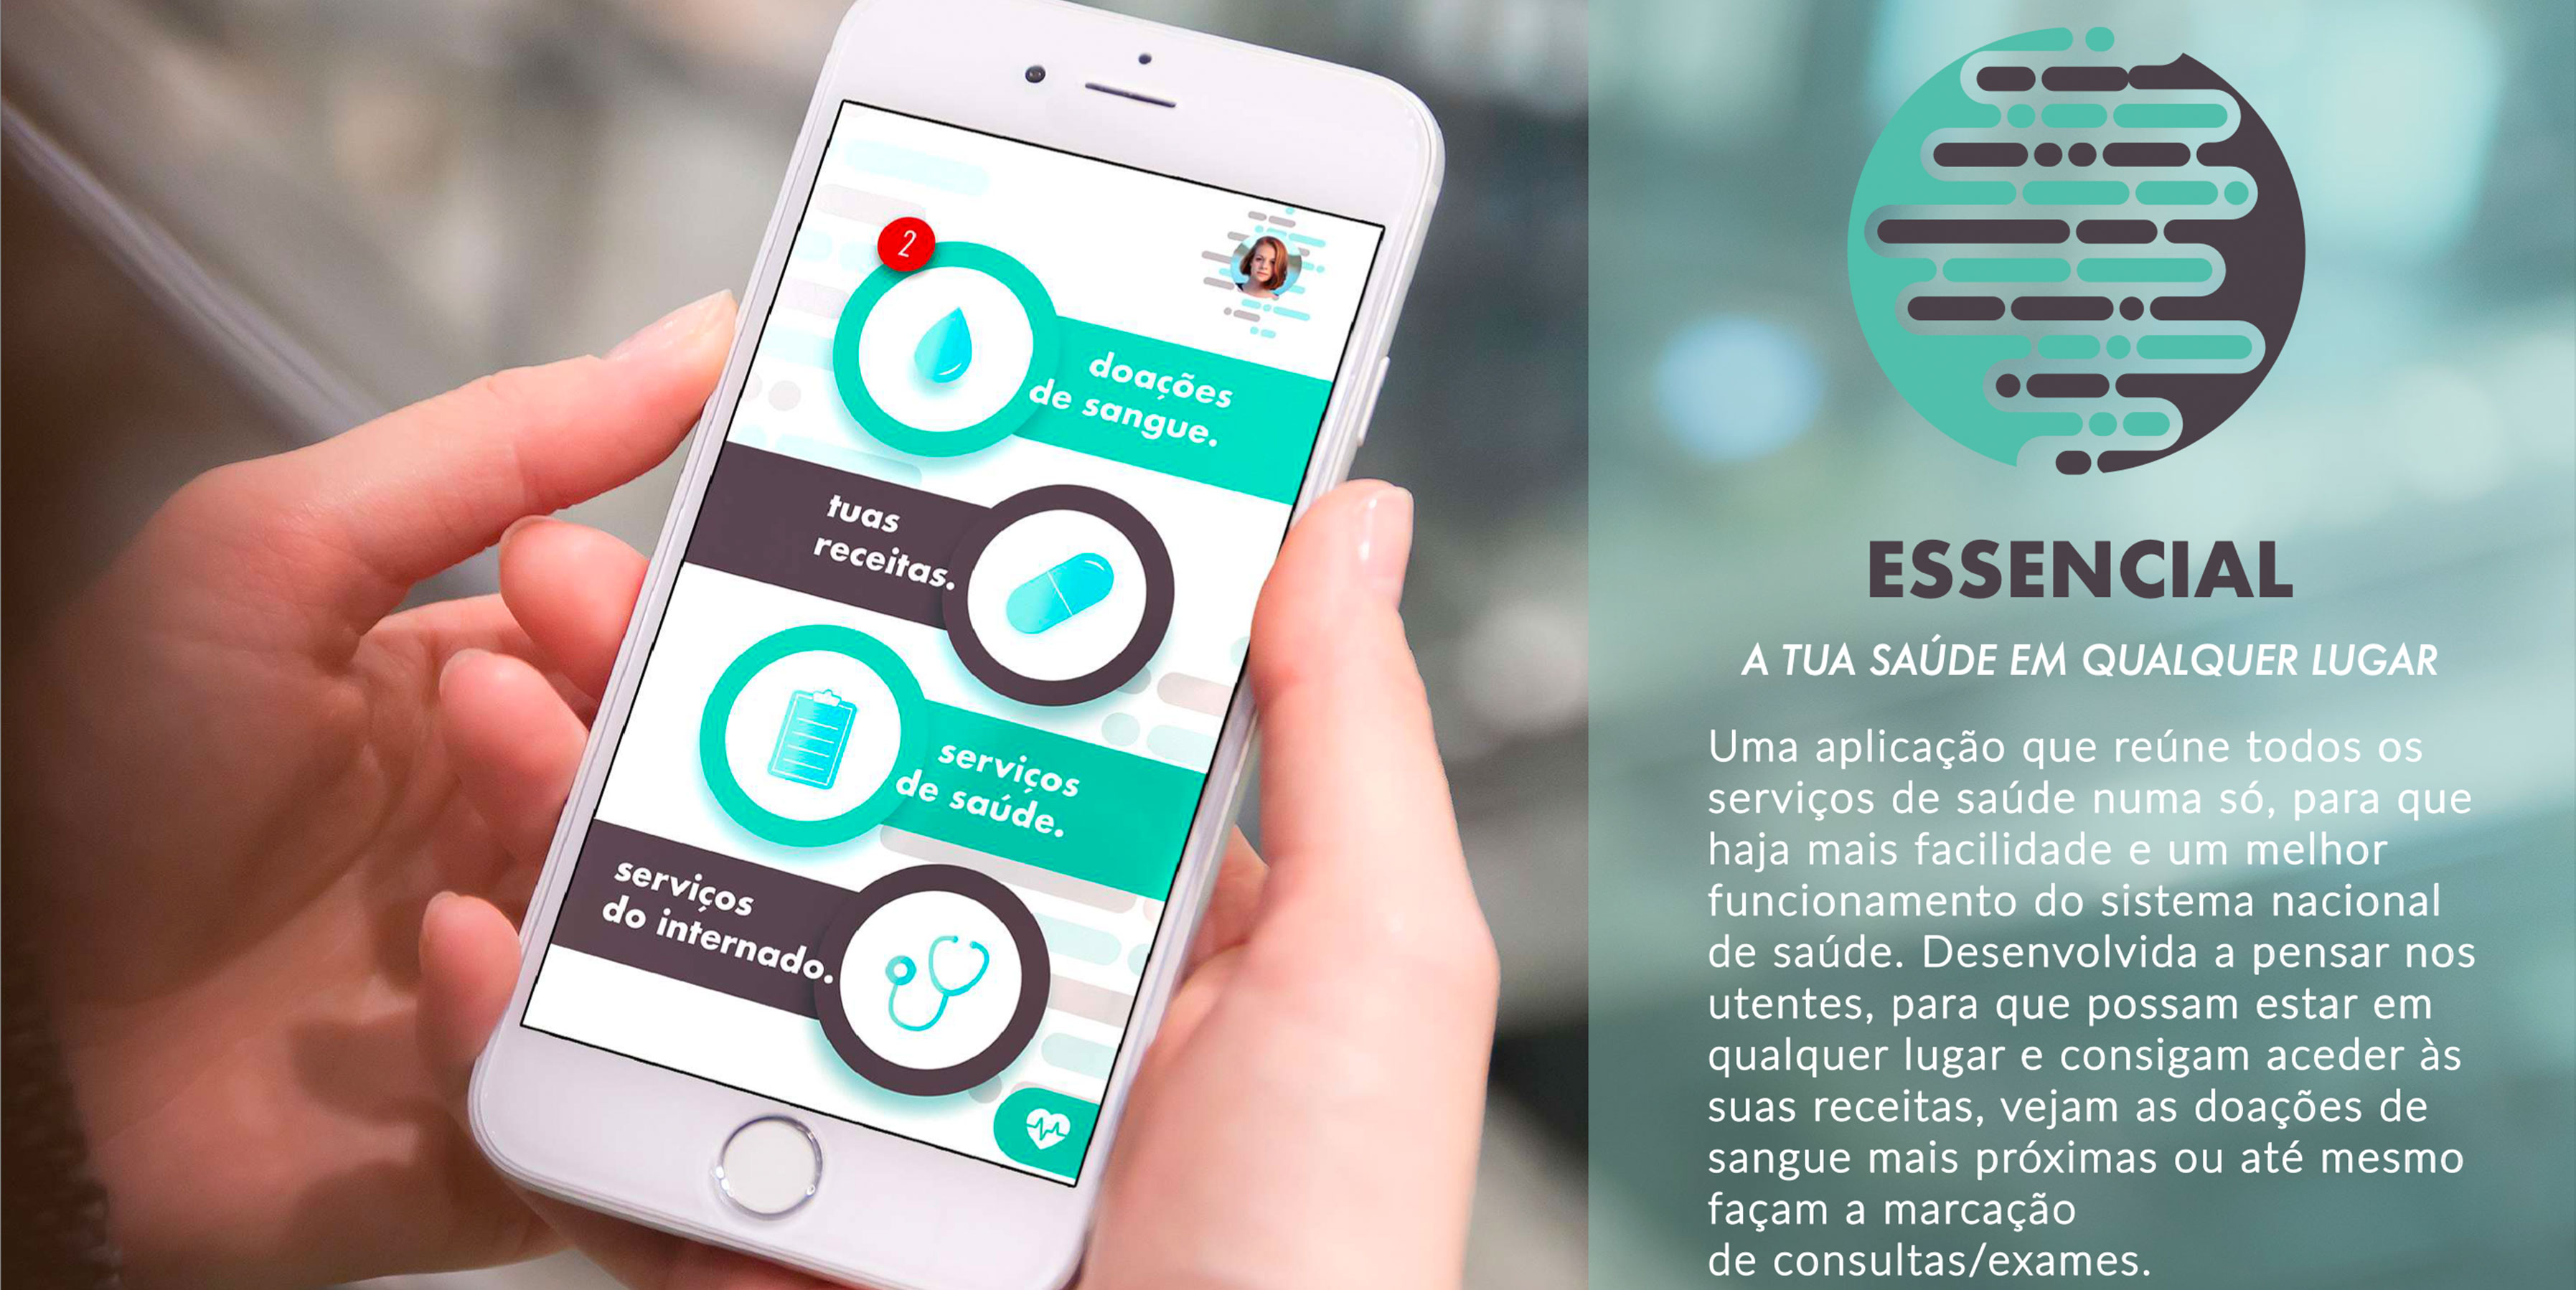 2
doações
de sangue.
tuas
receitas.
serviços
de saúde.
serviços
do internado.
ESSENCIAL
A TUA SAÚDE EM QUALQUER LUGAR
Uma aplicação que reúne todos os
serviços de saúde numa só, para que
haja mais facilidade e um melhor
funcionamento do sistema nacional
de saúde. Desenvolvida a pensar nos
utentes, para que possam estar em
qualquer lugar e consigam aceder às
suas receitas, vejam as doações de
sangue mais próximas ou até mesmo
façam a marcação
de consultas/exames.